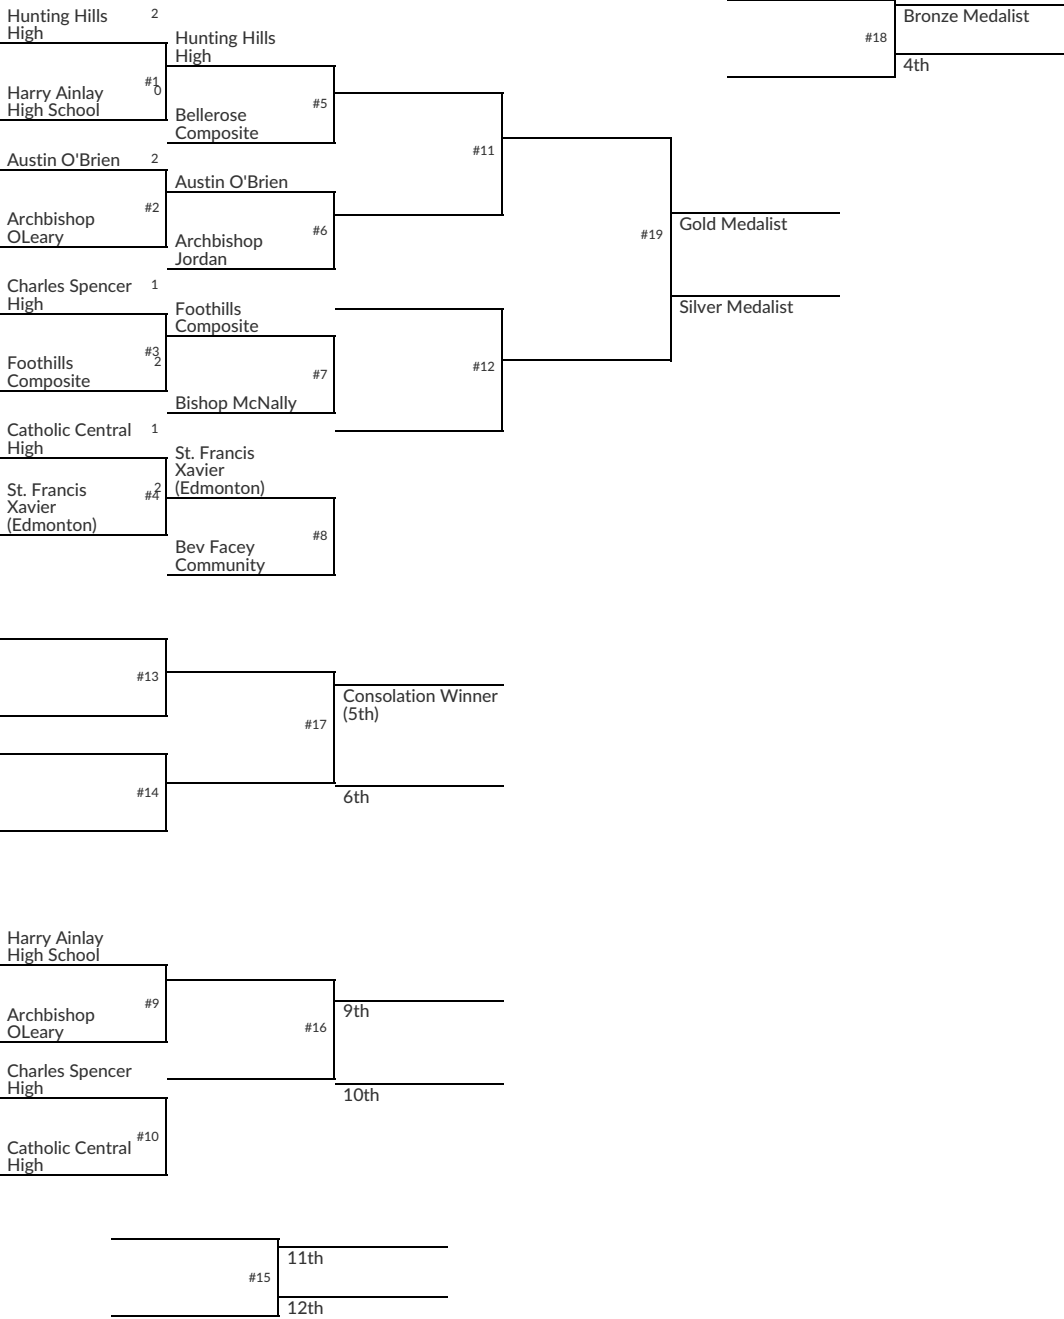 Hunting Hills
High
2
#1
0
Harry Ainlay
High School
Austin O'Brien
2
#2
Archbishop
OLeary
Charles Spencer
High
1
#3
2
Foothills
Composite
Catholic Central
High
1
2
#4
St. Francis
Xavier
(Edmonton)
Hunting Hills
High
#5
Bellerose
Composite
Austin O'Brien
#6
Archbishop
Jordan
Foothills
Composite
#7
Bishop McNally
St. Francis
Xavier
(Edmonton)
#8
Bev Facey
Community
#11
#12
#19
Gold Medalist
Silver Medalist
#18
Bronze Medalist
4th
#13
#14
#17
Consolation Winner
(5th)
6th
Harry Ainlay
High School
#9
Archbishop
OLeary
Charles Spencer
High
#10
Catholic Central
High
#16
9th
10th
#15
11th
12th